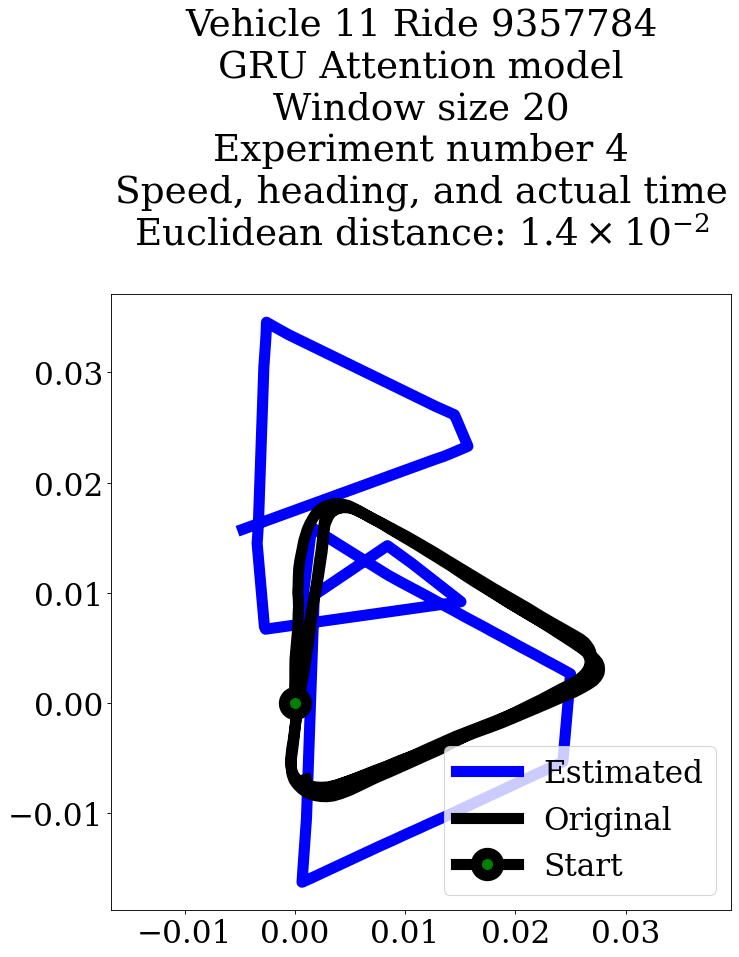 Vehicle 11 Ride 9357784
GRU Attention model
Window size 20
Experiment number 4
Speed, heading, and actual time
Euclidean distance: 1.4 × 10⁻²
0.03
0.02
0.01
0.00
−0.01
Estimated
Original
Start
−0.01 0.00 0.01 0.02 0.03